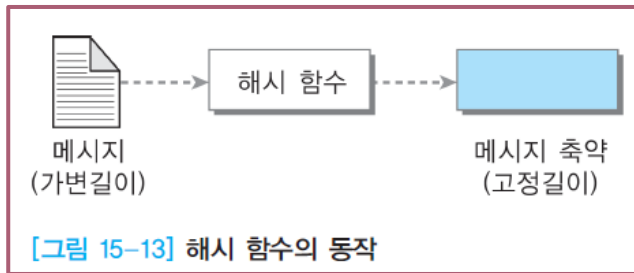 해시 함수
메시지
(가변길이)
메시지 축약
(고정길이)
[그림 15-13] 해시 함수의 동작